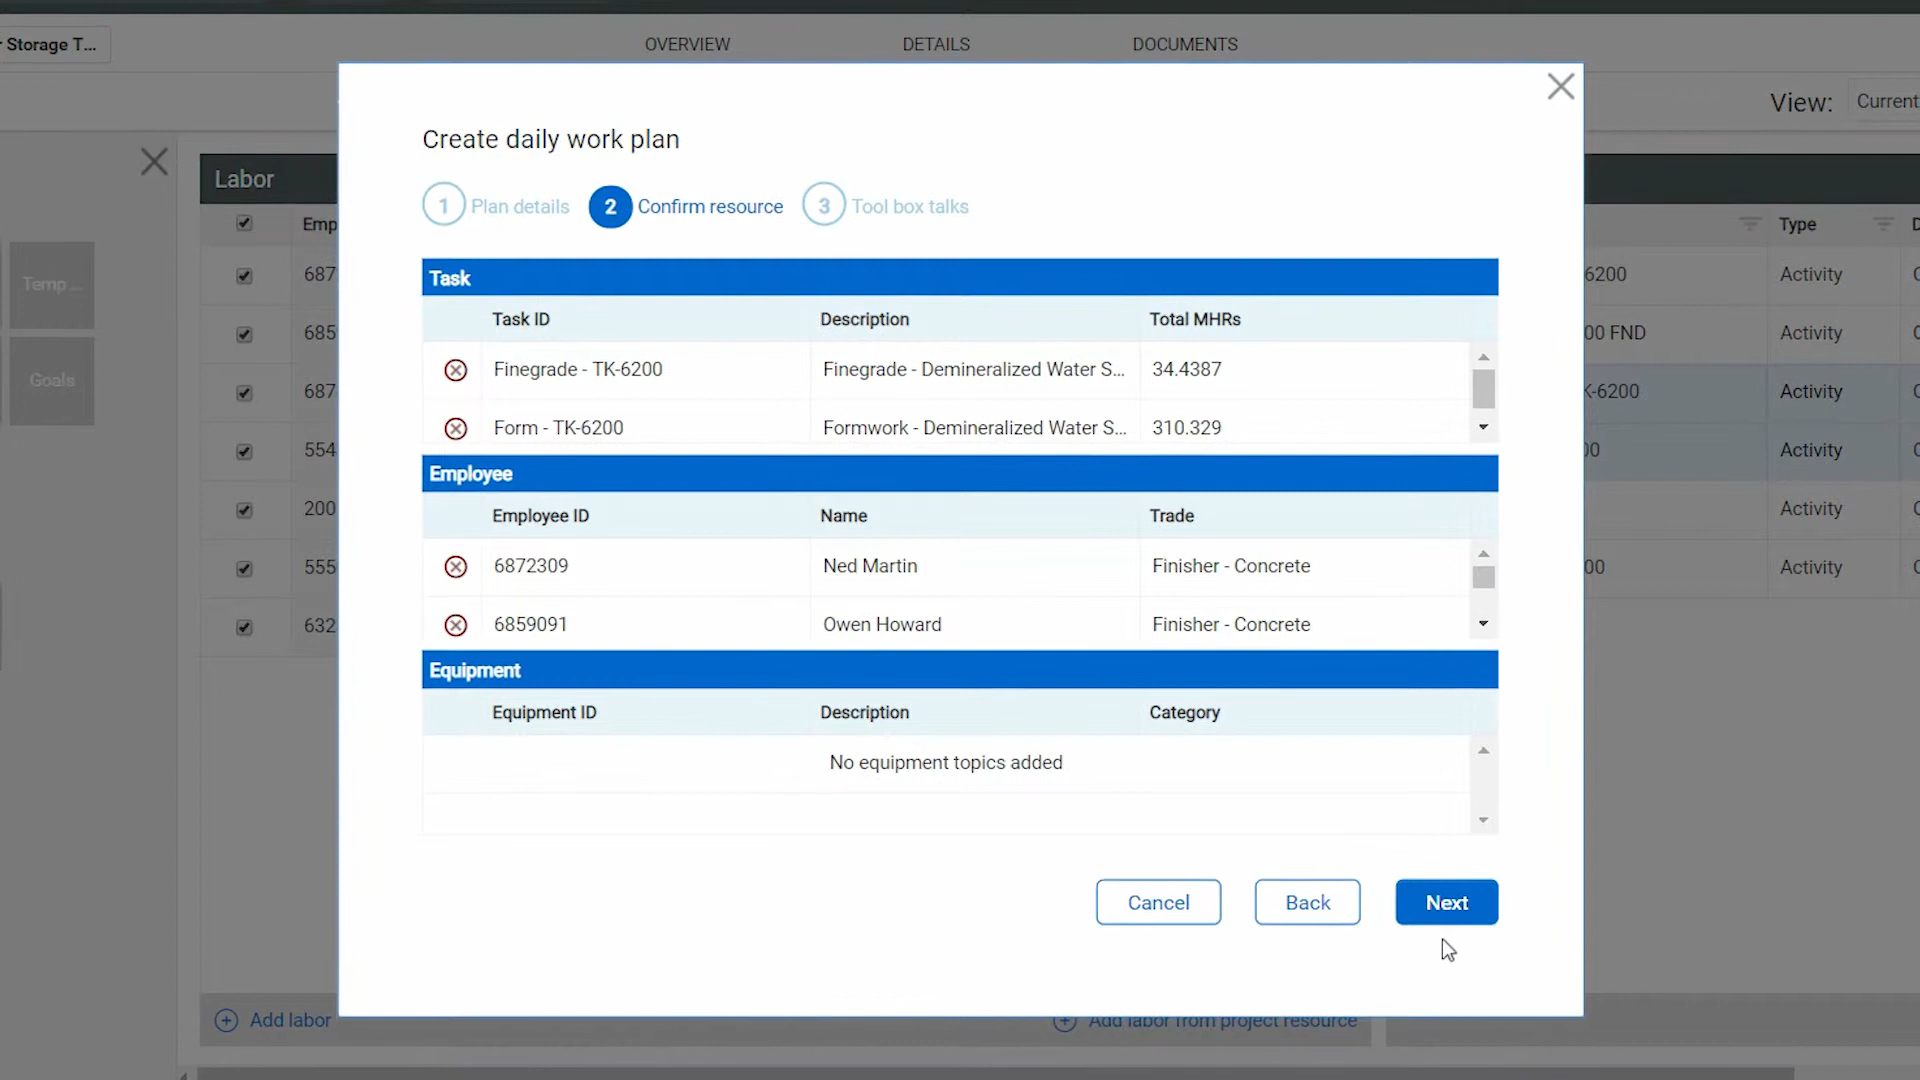 Storage T...
OVERVIEW
DETAILS
DOCUMENTS
View:
Current
Create daily work plan
1 Plan details
2 Confirm resource
3 Tool box talks
Labor
Emp
Type
Temp ...
Goals
687
6200
Activity
685
00 FND
Activity
687
K-6200
Activity
554
00
Activity
200
Activity
555
00
Activity
632
Task
Task ID Description Total MHRs
Finegrade - TK-6200 Finegrade - Demineralized Water S... 34.4387
Form - TK-6200 Formwork - Demineralized Water S... 310.329
Employee
Employee ID Name Trade
6872309 Ned Martin Finisher - Concrete
6859091 Owen Howard Finisher - Concrete
Equipment
Equipment ID Description Category
No equipment topics added
Cancel Back Next
Add labor
Add labor from project resource